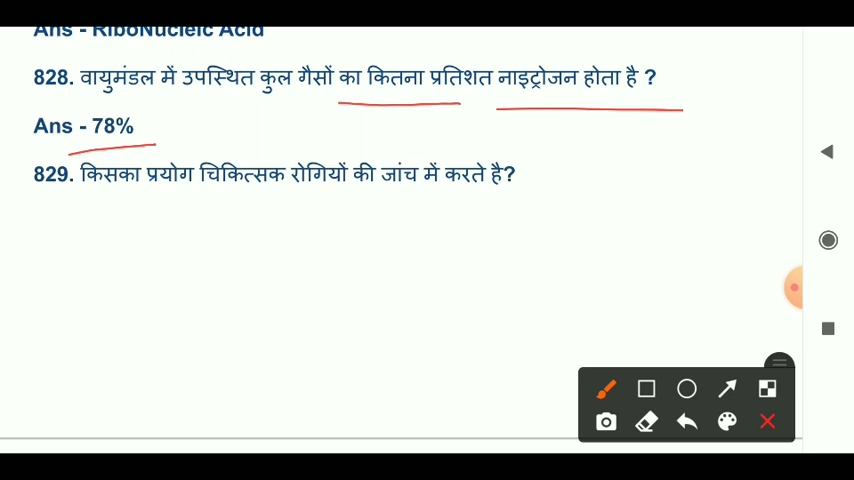 Ans - RiboNucleic Acid
828. वायुमंडल में उपस्थित कुल गैसों का कितना प्रतिशत नाइट्रोजन होता है ?
Ans - 78%
829. किसका प्रयोग चिकित्सक रोगियों की जांच में करते है?